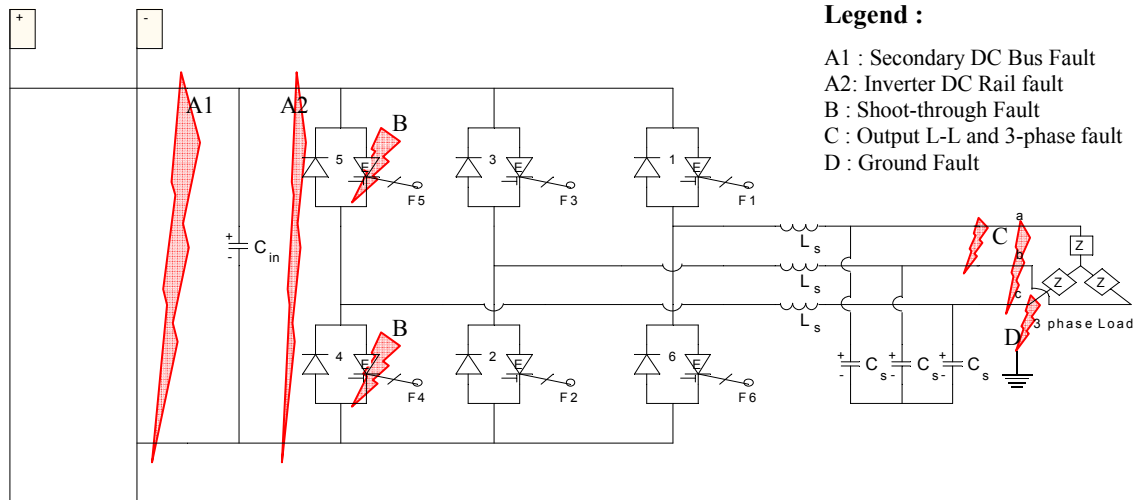 +
-
Legend :
A1 : Secondary DC Bus Fault
A2: Inverter DC Rail fault
B : Shoot-through Fault
C : Output L-L and 3-phase fault
D : Ground Fault
A1
A2
B
5
3
1
E
E
E
F5
F3
F1
+
-
C in
L s
L s
L s
C
a
b
c
Z
Z
Z
3 phase Load
D
B
4
2
6
E
E
E
F4
F2
F6
+
-
C s
+
-
C s
+
-
C s